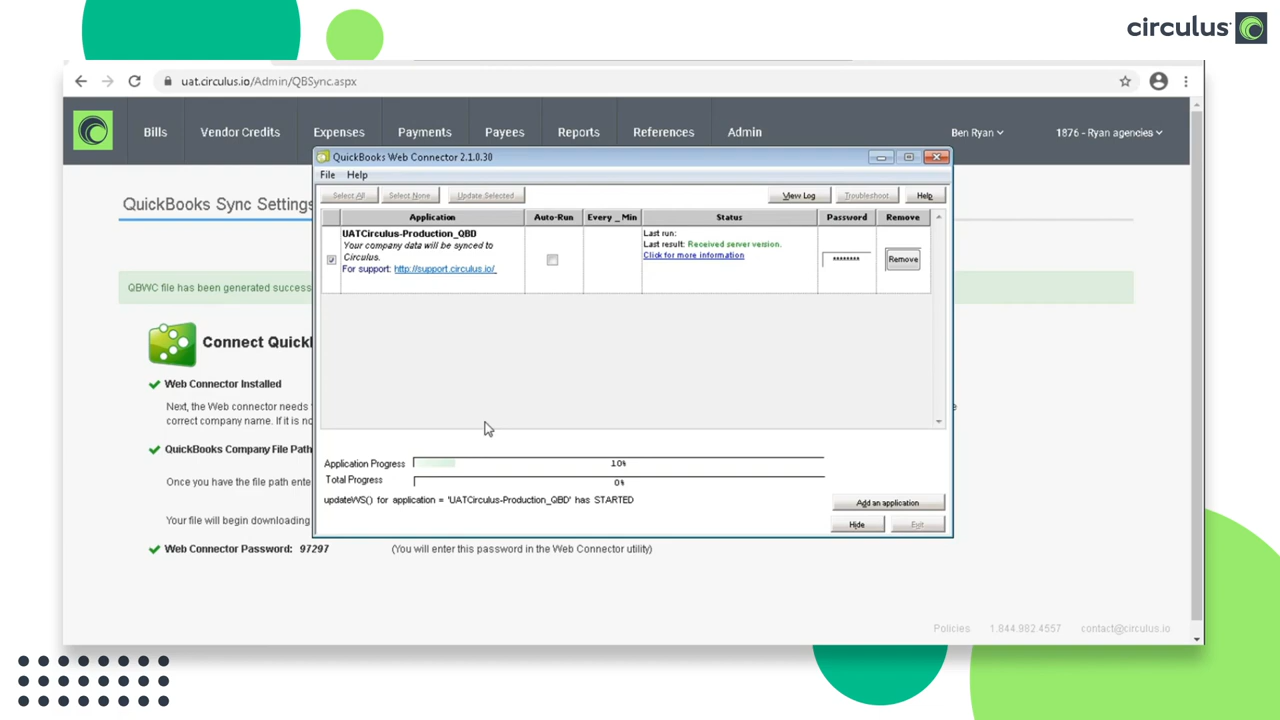 circulus
uat.circulus.io/Admin/QBSync.aspx
Bills Vendor Credits Expenses Payments Payees Reports References Admin Ben Ryan 1876 - Ryan agencies
QuickBooks Web Connector 2.1.0.30
File Help
Select All Select None Update Selected View Log Troubleshoot Help
Application Auto-Run Every _ Min Status Password Remove
UATCirculus-Production_QBD
Your company data will be synced to
Circulus.
For support: http://support.circulus.io/
Last run:
Last result: Received server version.
Click for more information
******** Remove
QuickBooks Sync Settings
QBWC file has been generated success
Connect Quick
Web Connector Installed
Next, the Web connector needs
correct company name. If it is no
QuickBooks Company File Path
Once you have the file path ente
Your file will begin downloading
Application Progress 10%
Total Progress 0%
updateWS() for application = 'UATCirculus-Production_QBD' has STARTED
Add an application
Hide Exit
Web Connector Password: 97297 (You will enter this password in the Web Connector utility)
Policies 1.844.982.4557 contact@circulus.io